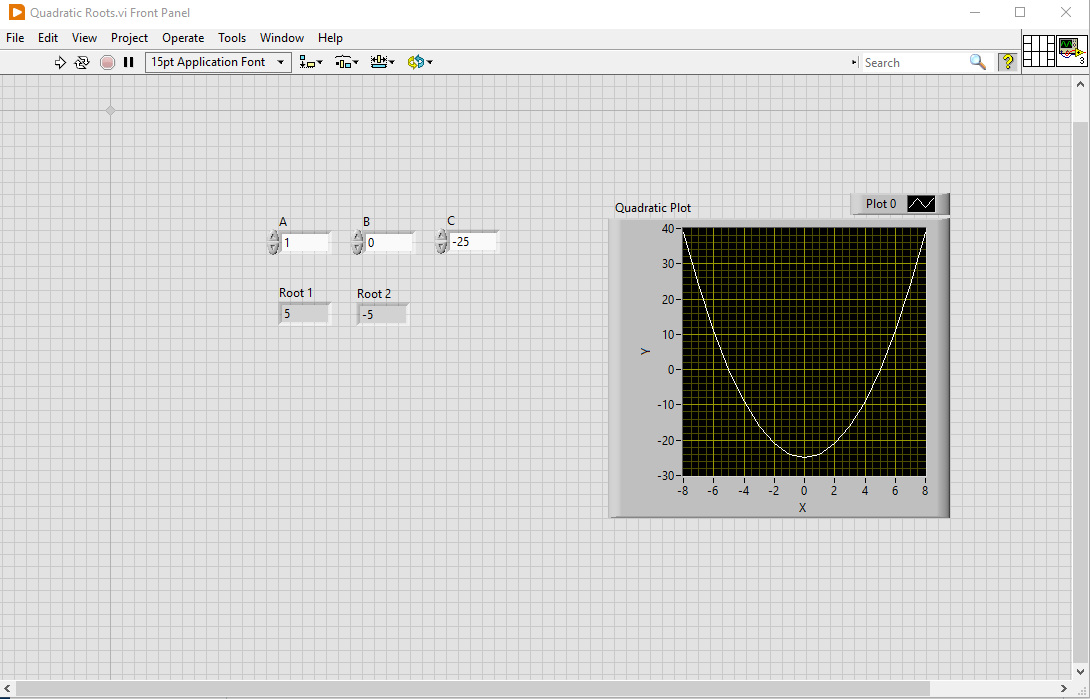 Quadratic Roots.vi Front Panel
File Edit View Project Operate Tools Window Help
15pt Application Font
Search
?
3
A B C
1 0 -25
Root 1 Root 2
5 -5
Quadratic Plot
Plot 0
40
30
20
10
0
-10
-20
-30
Y
-8 -6 -4 -2 0 2 4 6 8
X